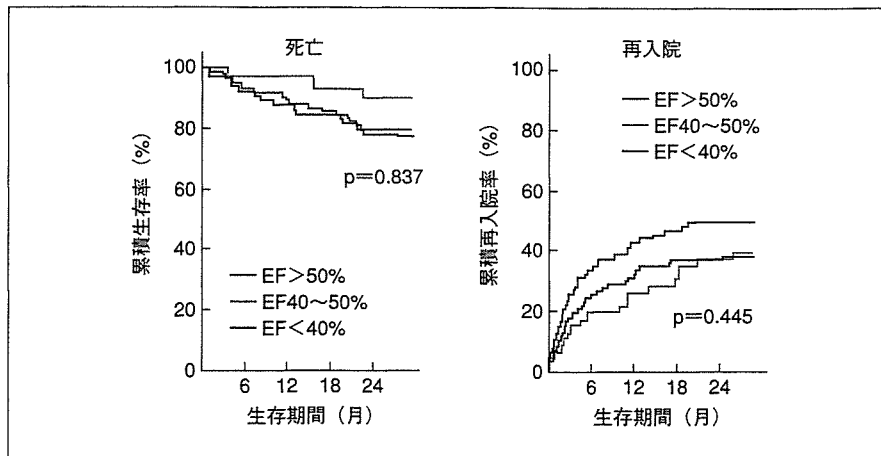 死亡
累積生存率(%)
100
80
60
40
20
0
p=0.837
EF>50%
EF40〜50%
EF<40%
6 12 18 24
生存期間(月)
再入院
累積再入院率(%)
100
80
60
40
20
0
EF>50%
EF40〜50%
EF<40%
p=0.445
6 12 18 24
生存期間(月)